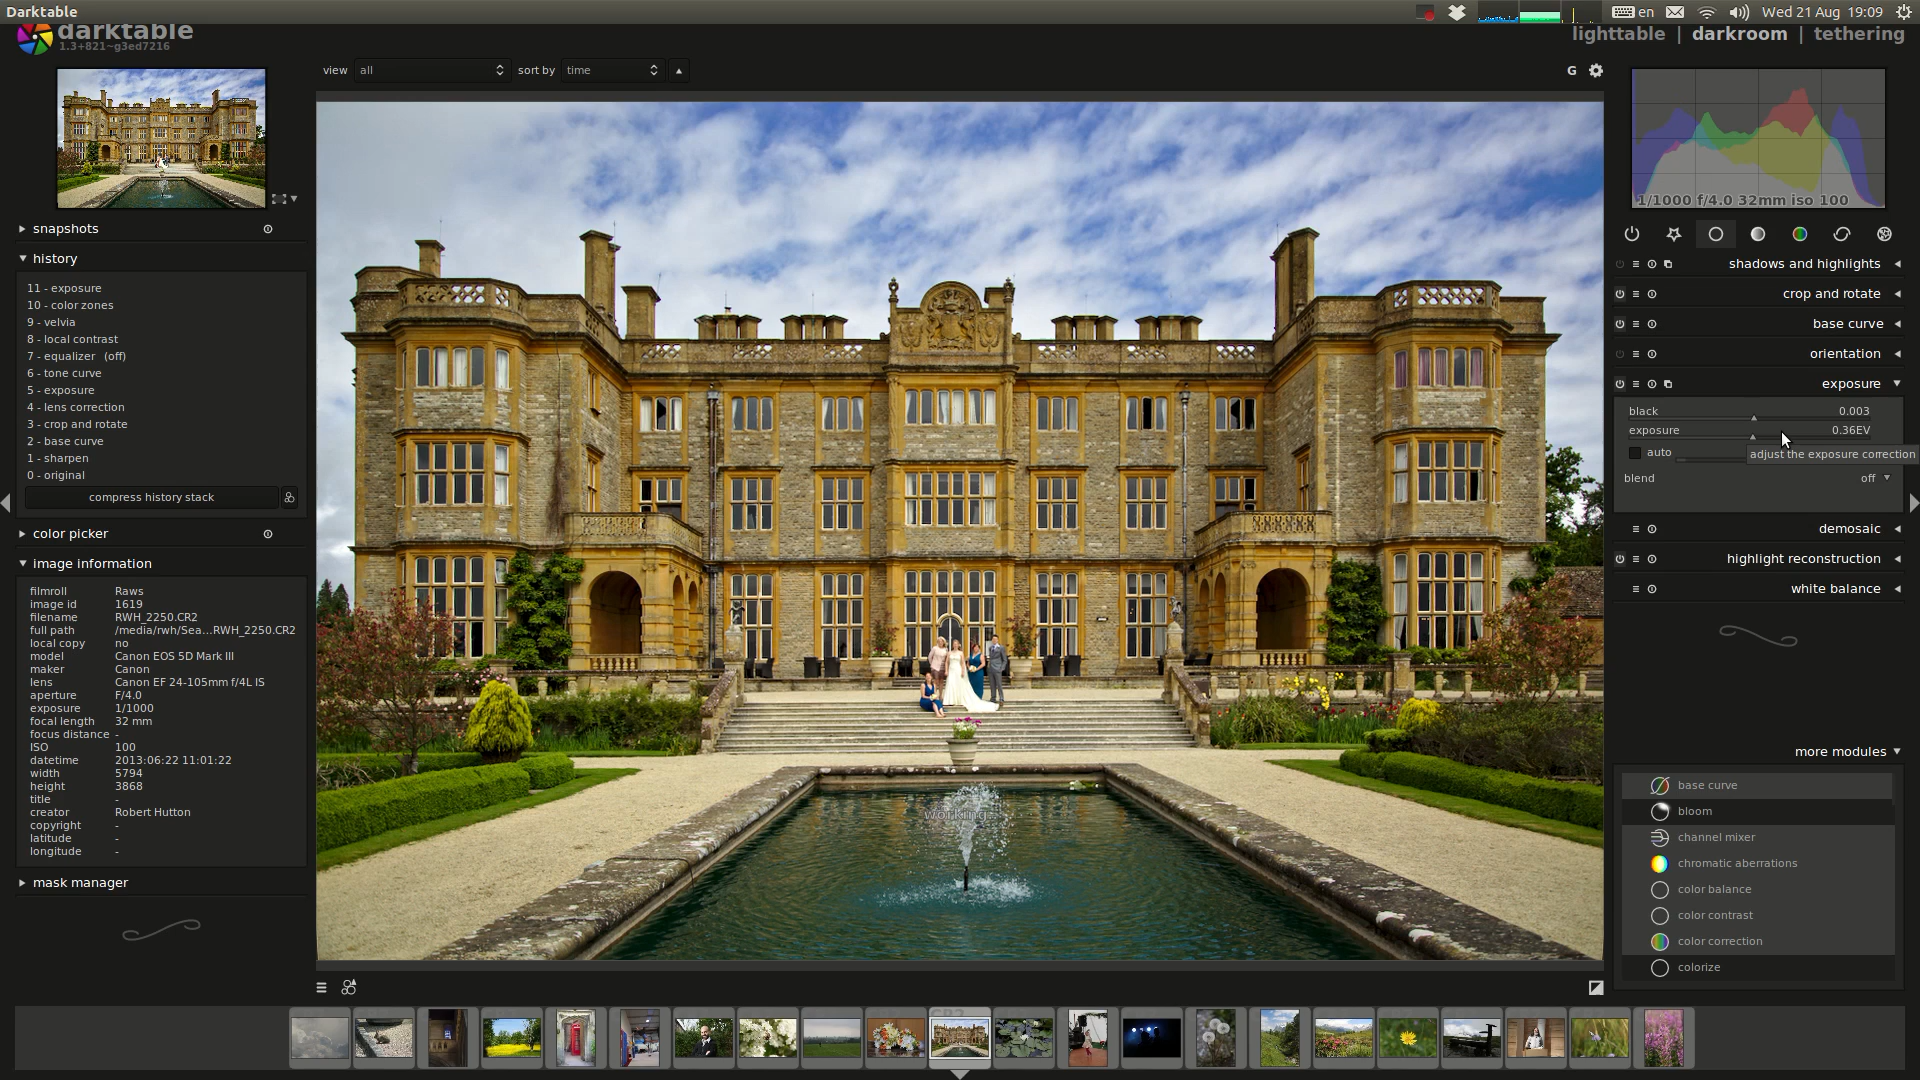 Darktable
en
Wed 21 Aug 19:09
darktable
1.3+821~g3ed7216
lighttable | darkroom | tethering
view all sort by time
G
1/1000 f/4.0 32mm iso 100
snapshots
history
11 - exposure
10 - color zones
9 - velvia
8 - local contrast
7 - equalizer (off)
6 - tone curve
5 - exposure
4 - lens correction
3 - crop and rotate
2 - base curve
1 - sharpen
0 - original
compress history stack
color picker
image information
filmroll Raws
image id 1619
filename RWH_2250.CR2
full path /media/rwh/Sea...RWH_2250.CR2
local copy no
model Canon EOS 5D Mark III
maker Canon
lens Canon EF 24-105mm f/4L IS
aperture F/4.0
exposure 1/1000
focal length 32 mm
focus distance -
ISO 100
datetime 2013:06:22 11:01:22
width 5794
height 3868
title -
creator Robert Hutton
copyright -
latitude -
longitude -
mask manager
working..
shadows and highlights
crop and rotate
base curve
orientation
exposure
black 0.003
exposure 0.36EV
auto
adjust the exposure correction
blend off
demosaic
highlight reconstruction
white balance
more modules
base curve
bloom
channel mixer
chromatic aberrations
color balance
color contrast
color correction
colorize